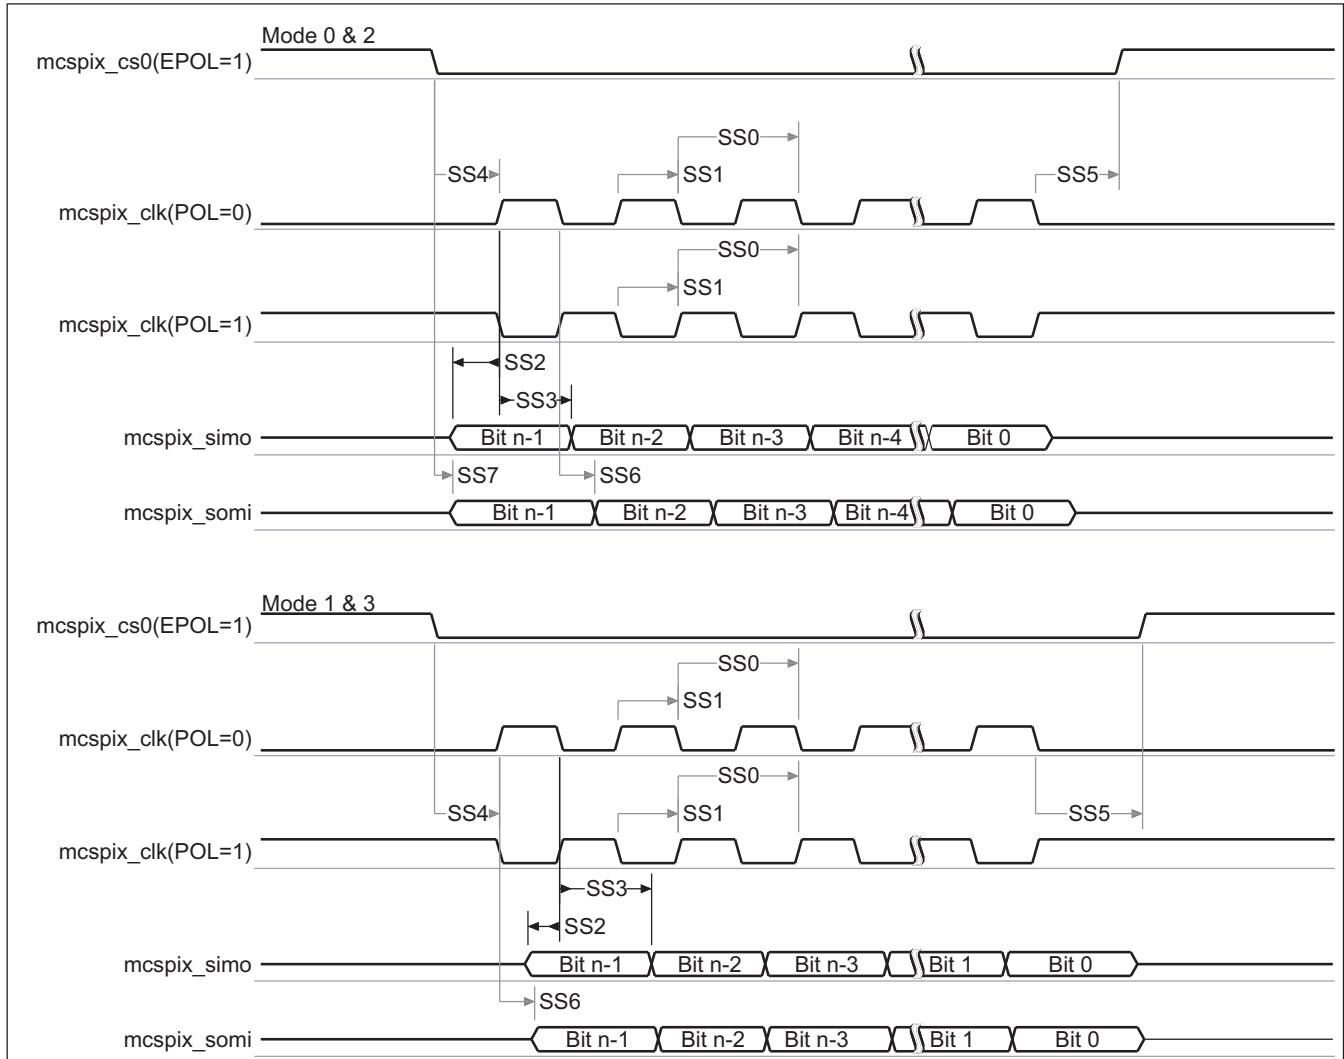 Mode 0 & 2
mcspix_cs0(EPOL=1)
SS0
SS4 SS1 SS5
mcspix_clk(POL=0)
SS0
SS1
mcspix_clk(POL=1)
SS2
SS3
mcspix_simo Bit n-1 Bit n-2 Bit n-3 Bit n-4 Bit 0
SS7 SS6
mcspix_somi Bit n-1 Bit n-2 Bit n-3 Bit n-4 Bit 0
Mode 1 & 3
mcspix_cs0(EPOL=1)
SS0
SS1
mcspix_clk(POL=0)
SS0
SS4 SS1 SS5
mcspix_clk(POL=1)
SS3
SS2
mcspix_simo Bit n-1 Bit n-2 Bit n-3 Bit 1 Bit 0
SS6
mcspix_somi Bit n-1 Bit n-2 Bit n-3 Bit 1 Bit 0